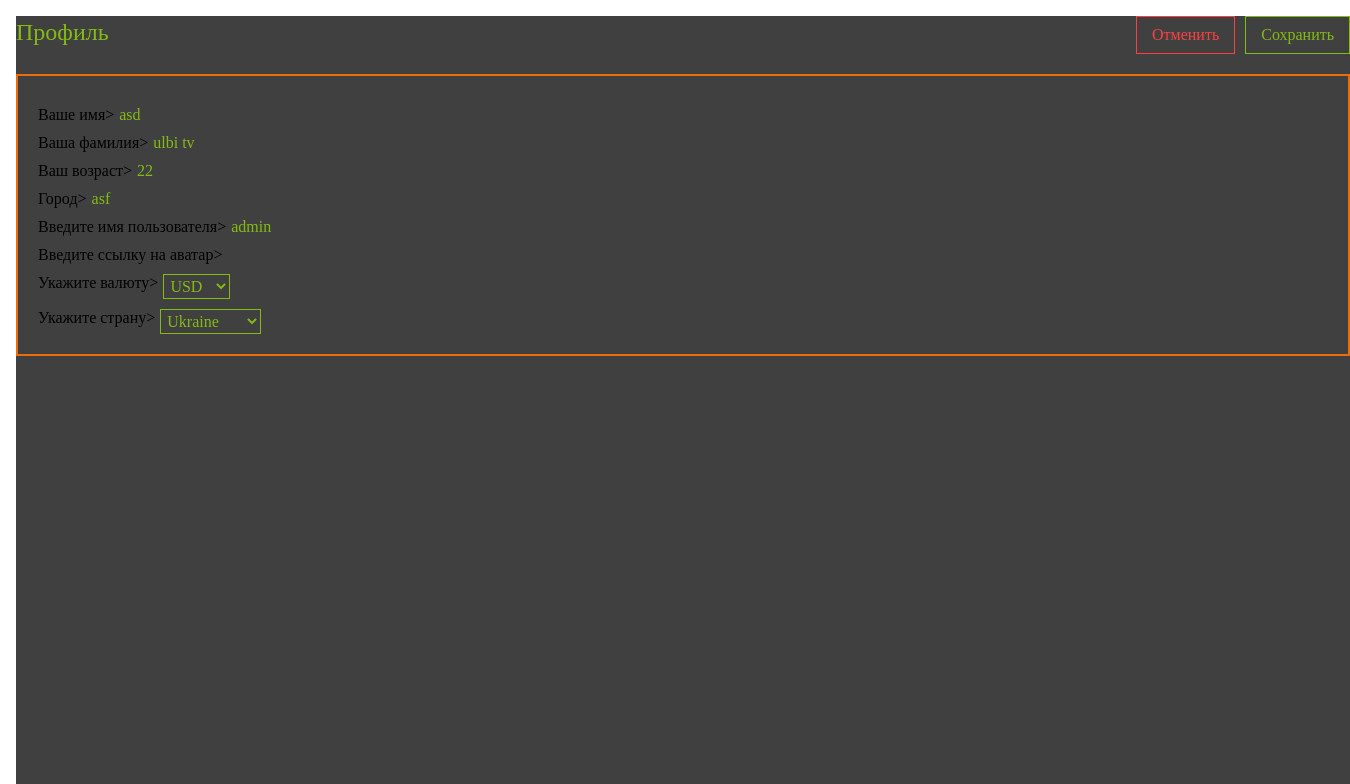 Профиль
Отменить
Сохранить
Ваше имя> asd
Ваша фамилия> ulbi tv
Ваш возраст> 22
Город> asf
Введите имя пользователя> admin
Введите ссылку на аватар>
Укажите валюту> USD
Укажите страну> Ukraine